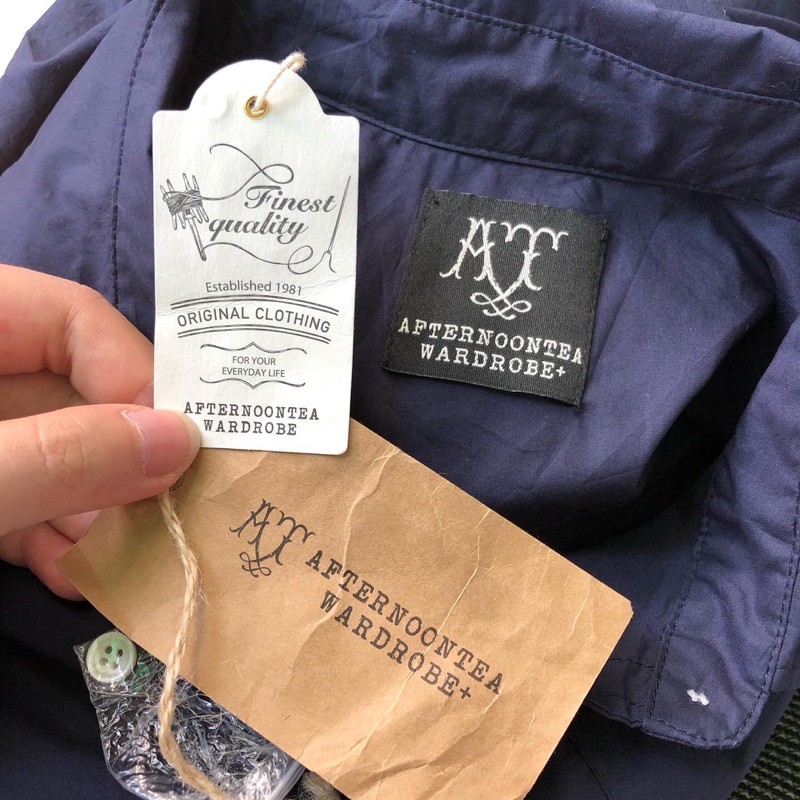 Finest
quality
Established 1981
ORIGINAL CLOTHING
FOR YOUR
EVERYDAY LIFE
AFTERNOONTEA
WARDROBE
AT
AFTERNOONTEA
WARDROBE+
AT
AFTERNOONTEA
WARDROBE+